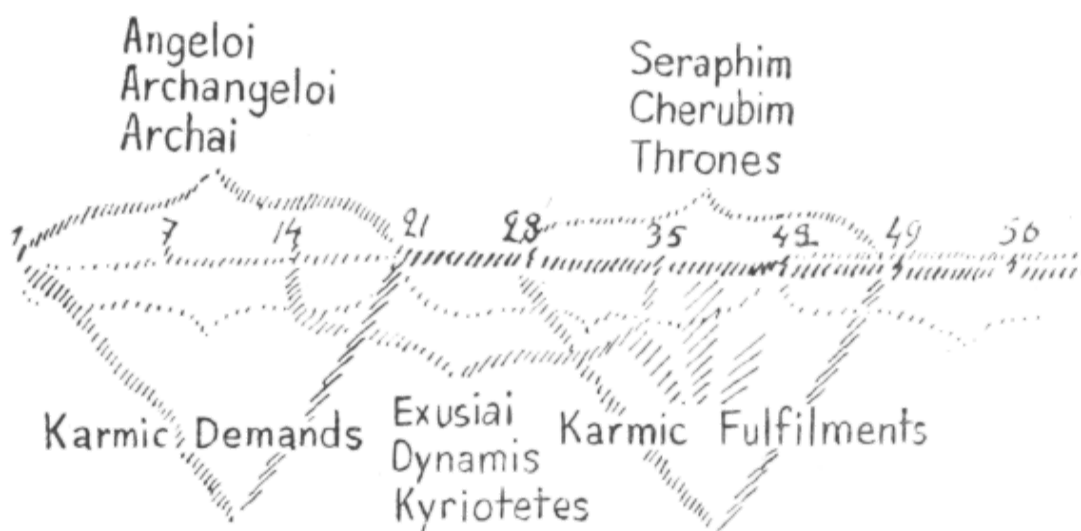 Angeloi
Archangeloi
Archai
Seraphim
Cherubim
Thrones
1 7 14 21 28 35 42 49 56
Karmic Demands
Exusiai
Dynamis
Kyriotetes
Karmic Fulfilments